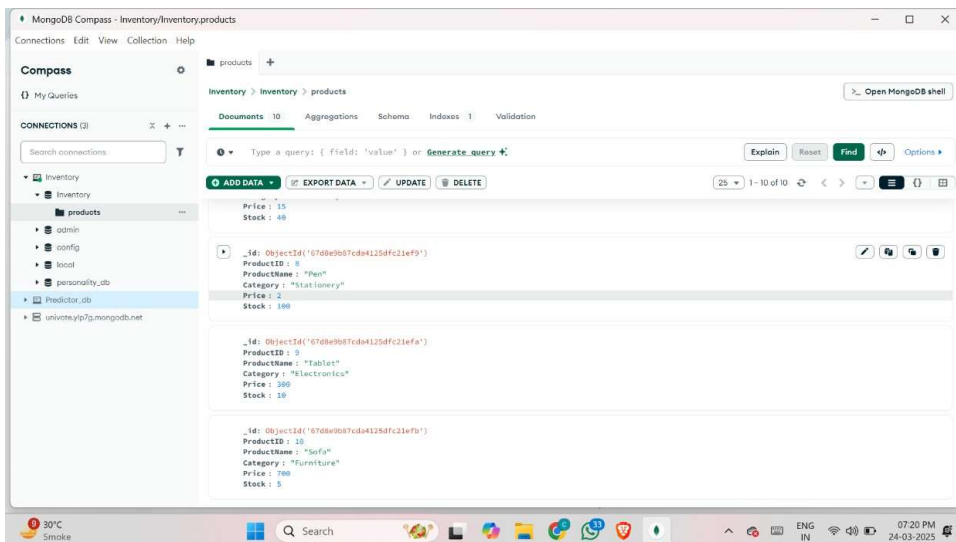 MongoDB Compass - Inventory/Inventory.products
Connections Edit View Collection Help
Compass
{} My Queries
CONNECTIONS (3)
Search connections
Inventory
Inventory
products
admin
config
local
personality_db
Predictor_db
univote.ylp7g.mongodb.net
products
Inventory > Inventory > products
>_ Open MongoDB shell
Documents 10 Aggregations Schema Indexes 1 Validation
Type a query: { field: 'value' } or Generate query
Explain Reset Find </> Options
ADD DATA EXPORT DATA UPDATE DELETE
25 1 - 10 of 10 {}
Price : 15
Stock : 40
_id: ObjectId('67d8e9b87cda4125dfc21ef9')
ProductID : 8
ProductName : "Pen"
Category : "Stationery"
Price : 2
Stock : 100
_id: ObjectId('67d8e9b87cda4125dfc21efa')
ProductID : 9
ProductName : "Tablet"
Category : "Electronics"
Price : 300
Stock : 10
_id: ObjectId('67d8e9b87cda4125dfc21efb')
ProductID : 10
ProductName : "Sofa"
Category : "Furniture"
Price : 700
Stock : 5
9
30°C
Smoke
Search
33
ENG
IN
07:20 PM
24-03-2025